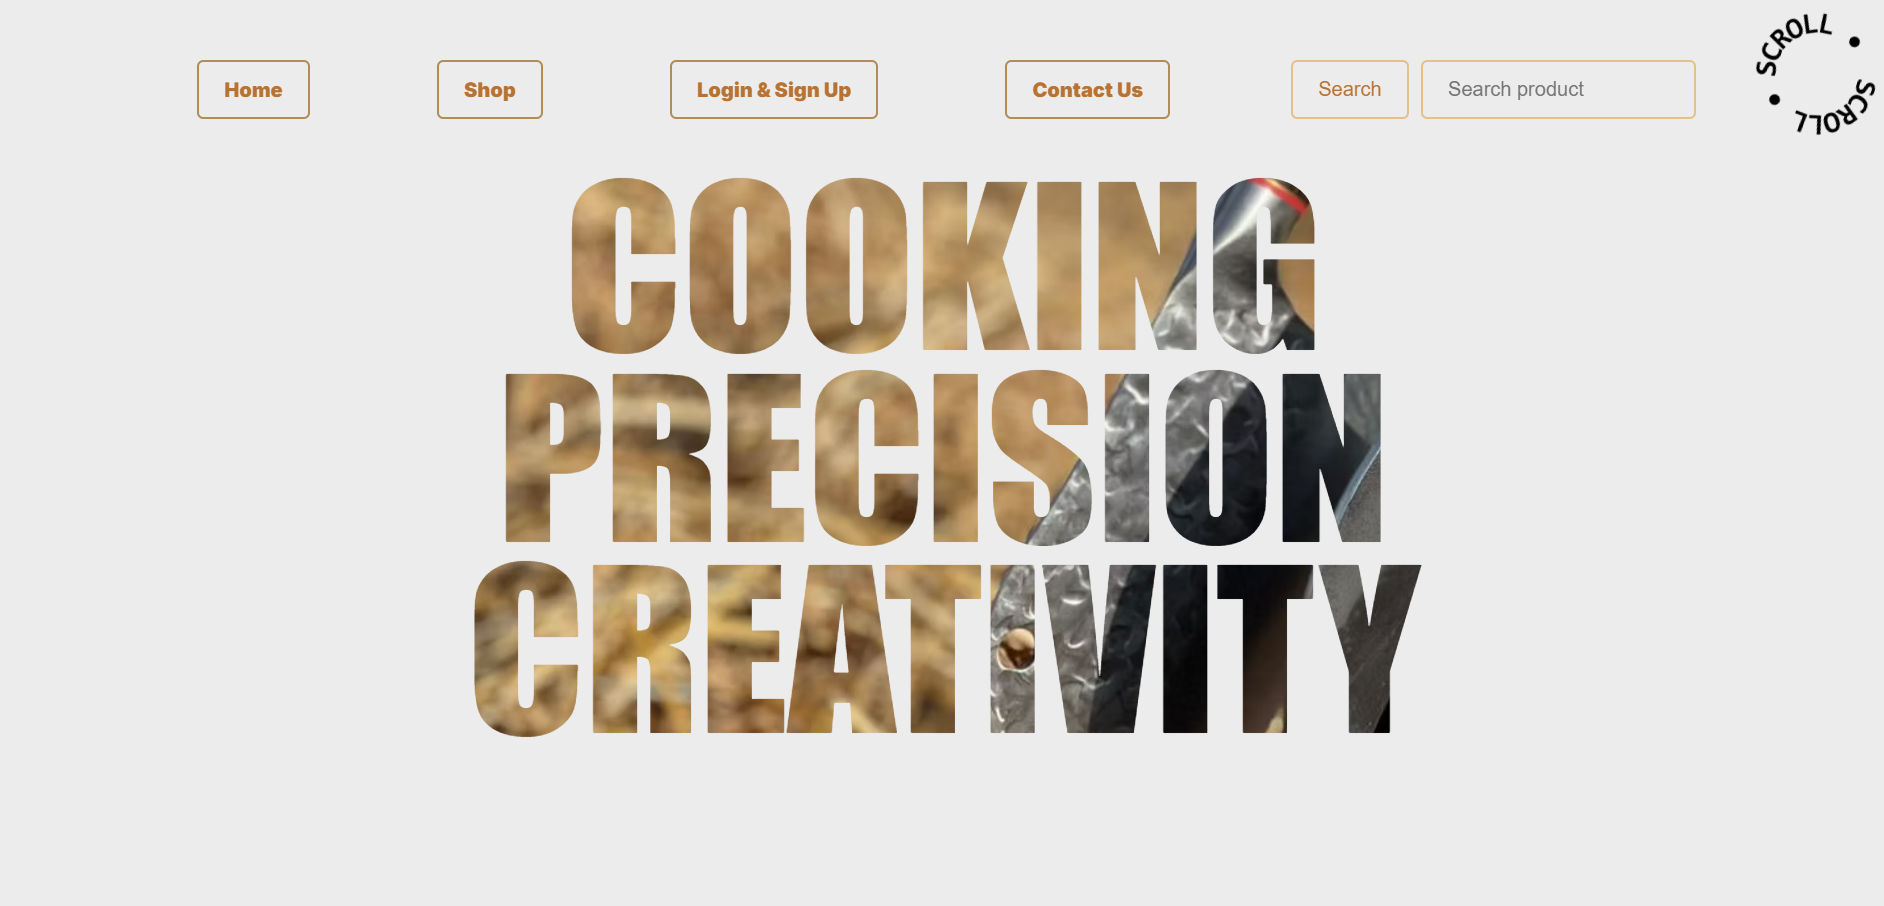 Home
Shop
Login & Sign Up
Contact Us
Search
Search product
SCROLL • SCROLL •
COOKING
PRECISION
CREATIVITY